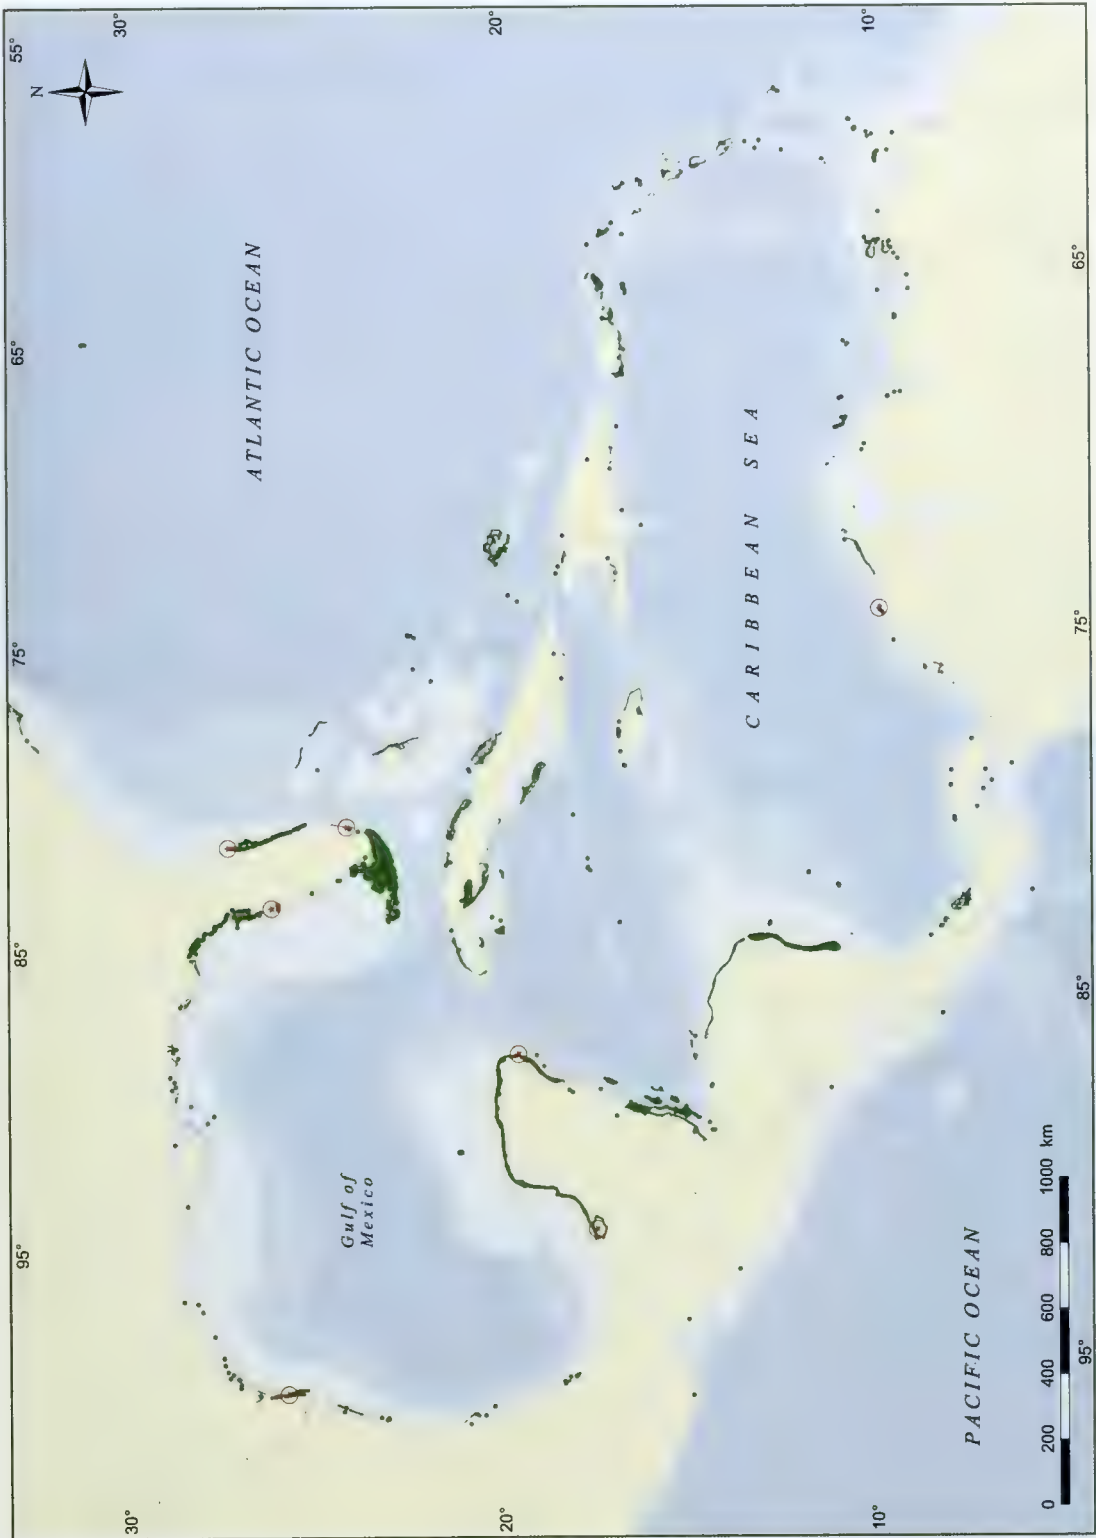 N
55°
65°
75°
85°
95°
30°
20°
10°
ATLANTIC OCEAN
Gulf of
Mexico
CARIBBEAN SEA
PACIFIC OCEAN
65°
75°
85°
95°
30°
20°
10°
0 200 400 600 800 1000 km